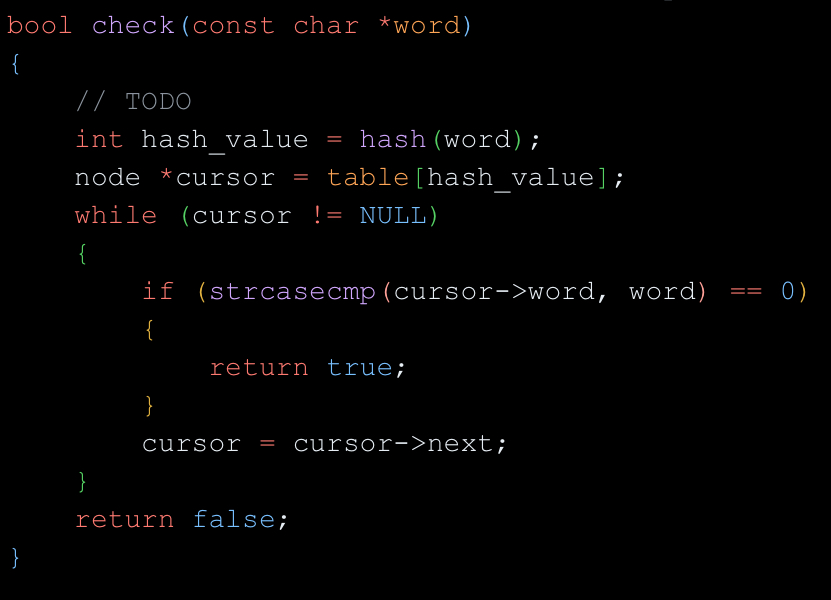 bool check(const char *word)
{
    // TODO
    int hash_value = hash(word);
    node *cursor = table[hash_value];
    while (cursor != NULL)
    {
        if (strcasecmp(cursor->word, word) == 0)
        {
            return true;
        }
        cursor = cursor->next;
    }
    return false;
}